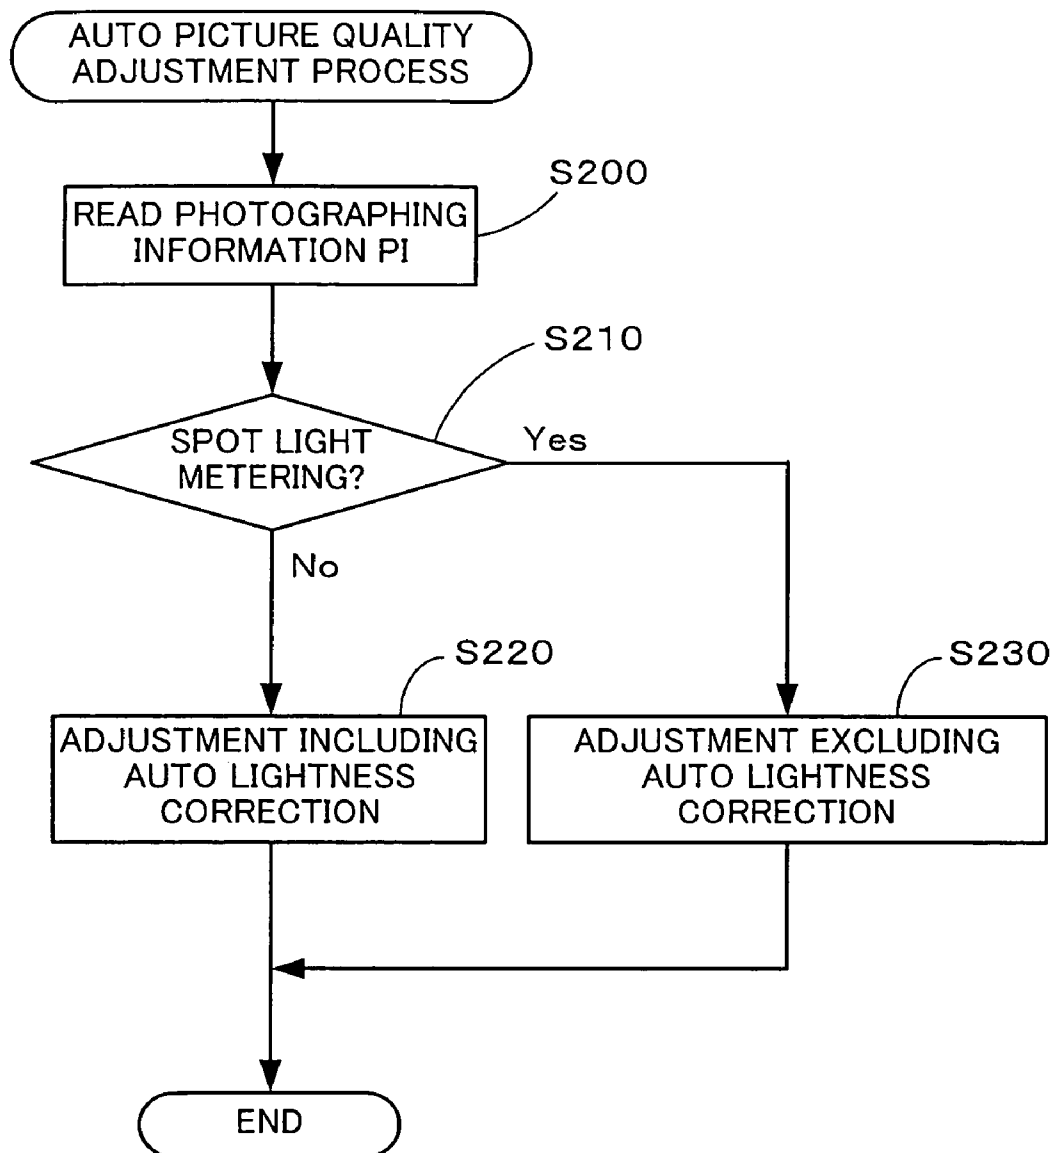 AUTO PICTURE QUALITY
ADJUSTMENT PROCESS
S200
READ PHOTOGRAPHING
INFORMATION PI
S210
SPOT LIGHT
METERING?
Yes
No
S220
S230
ADJUSTMENT INCLUDING
AUTO LIGHTNESS
CORRECTION
ADJUSTMENT EXCLUDING
AUTO LIGHTNESS
CORRECTION
END